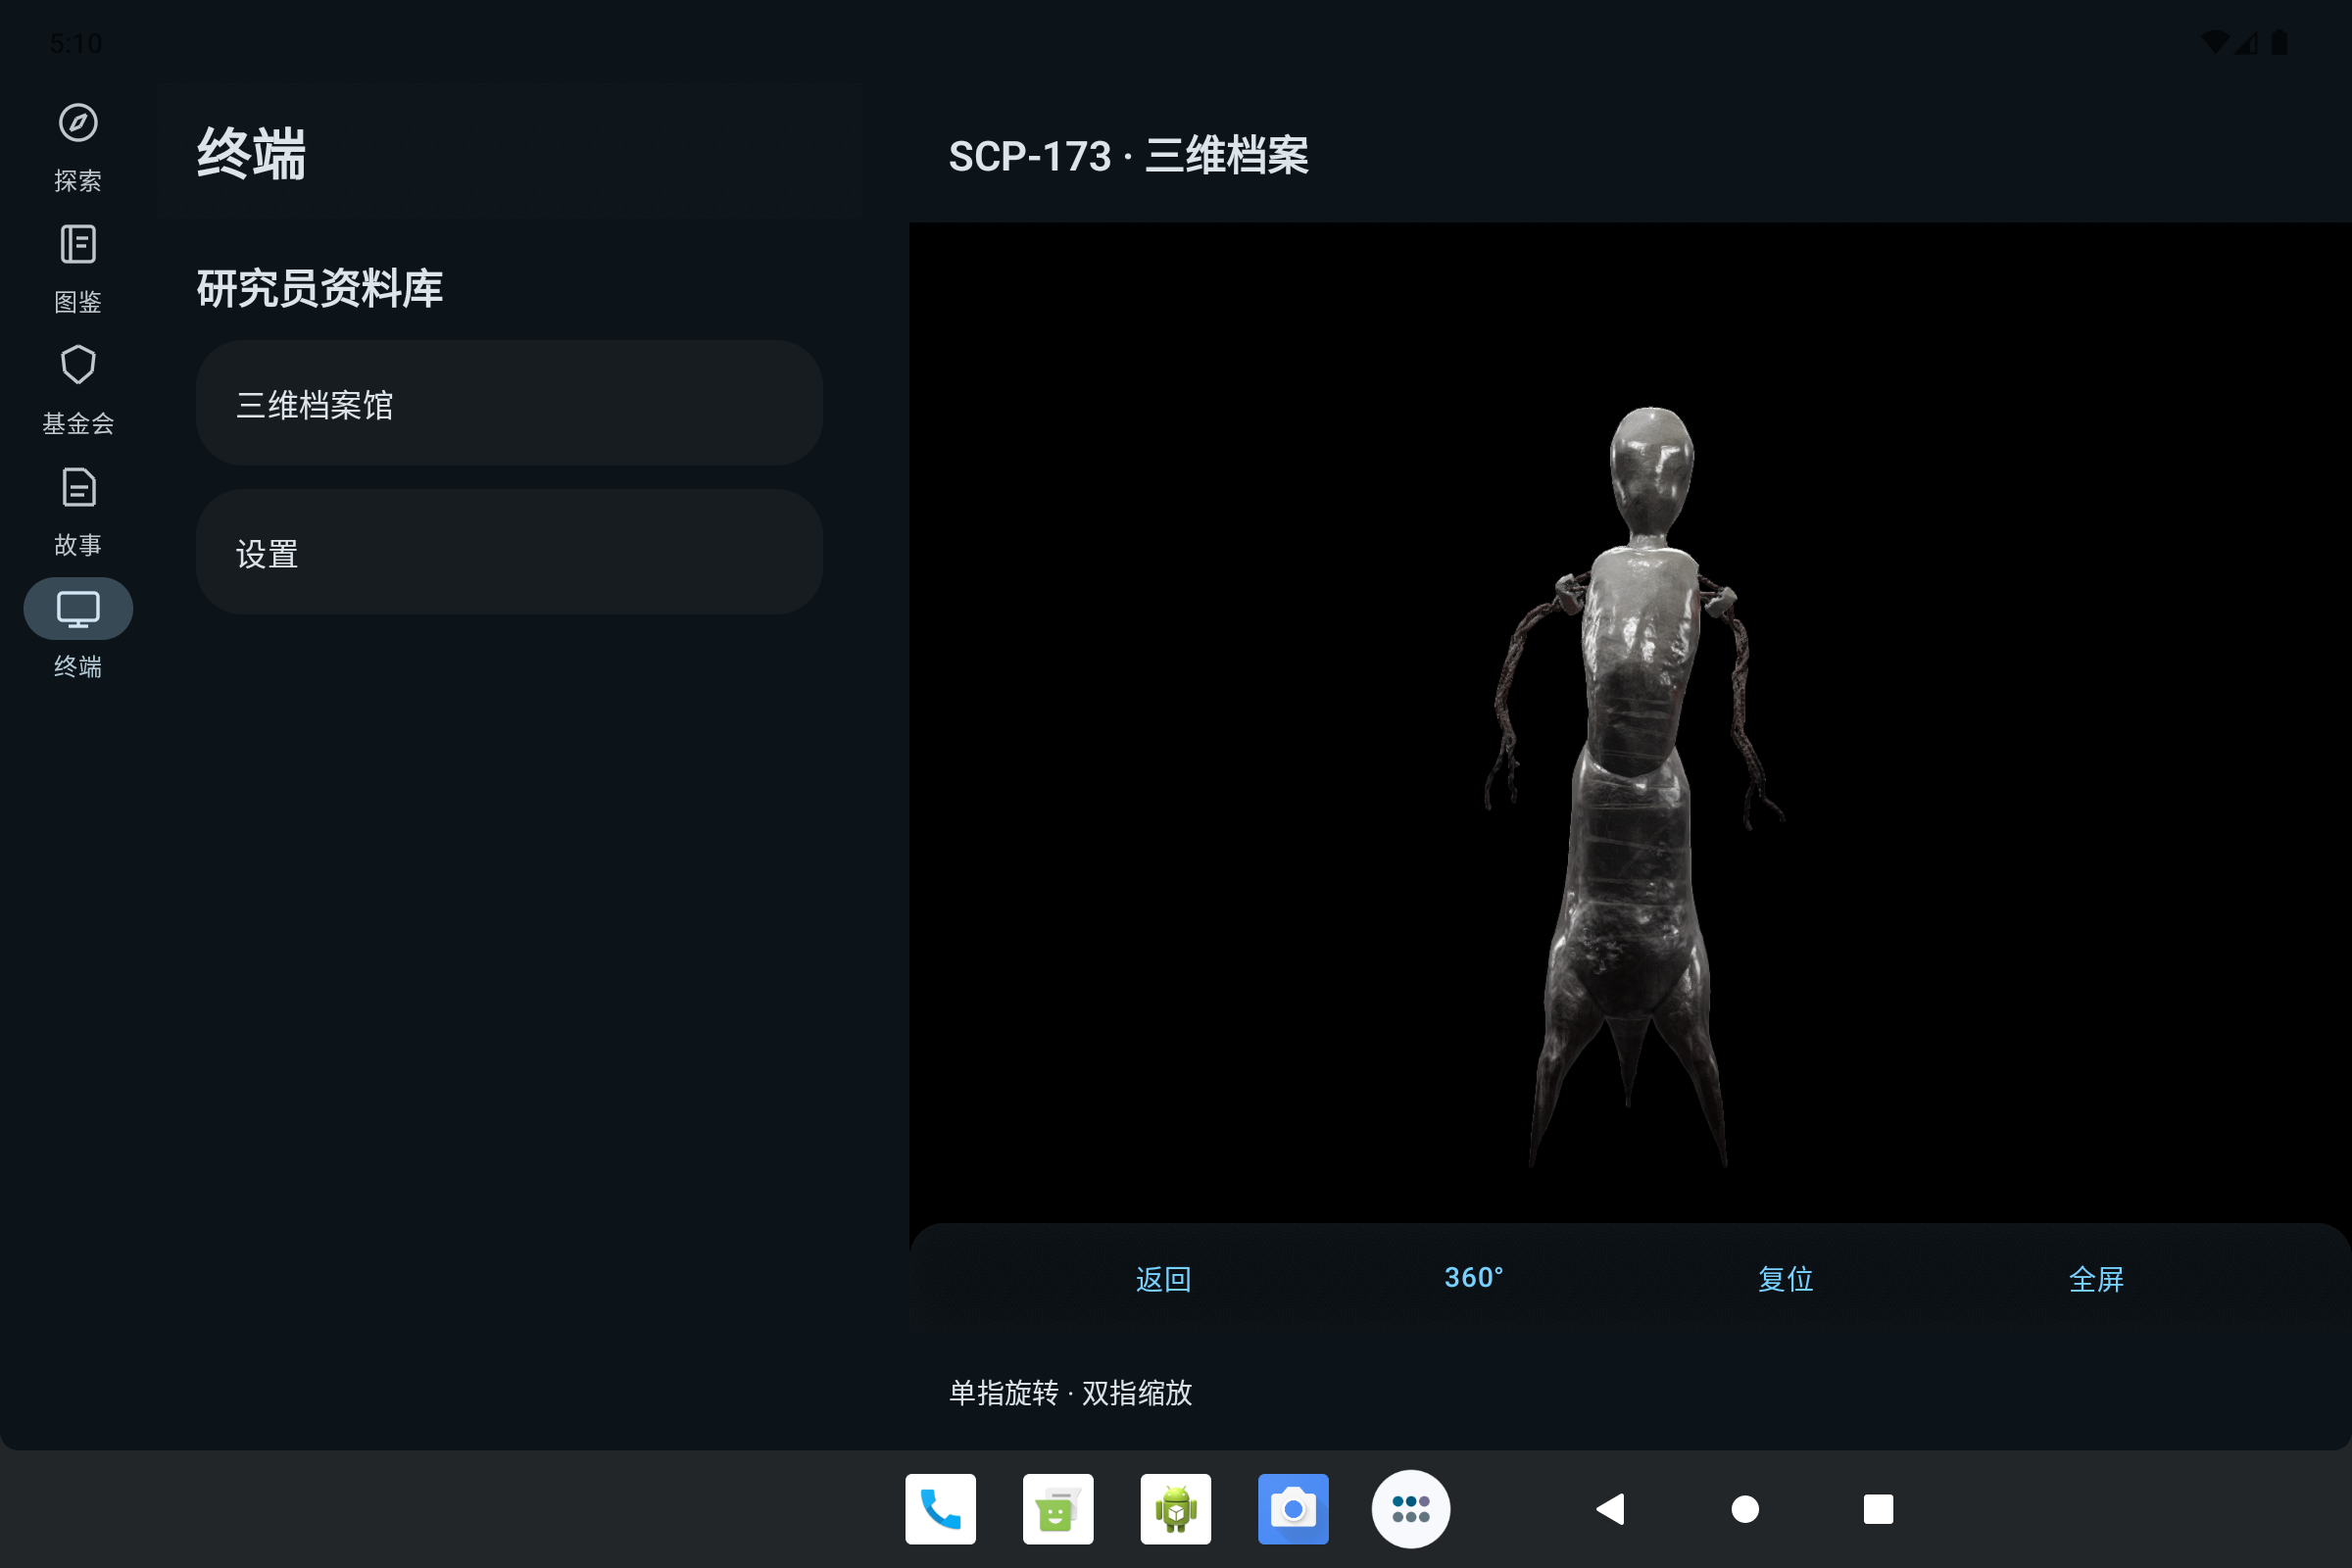 5:10
探索
图鉴
基金会
故事
终端
终端
研究员资料库
三维档案馆
设置
SCP-173 · 三维档案
返回
360°
复位
全屏
单指旋转 · 双指缩放